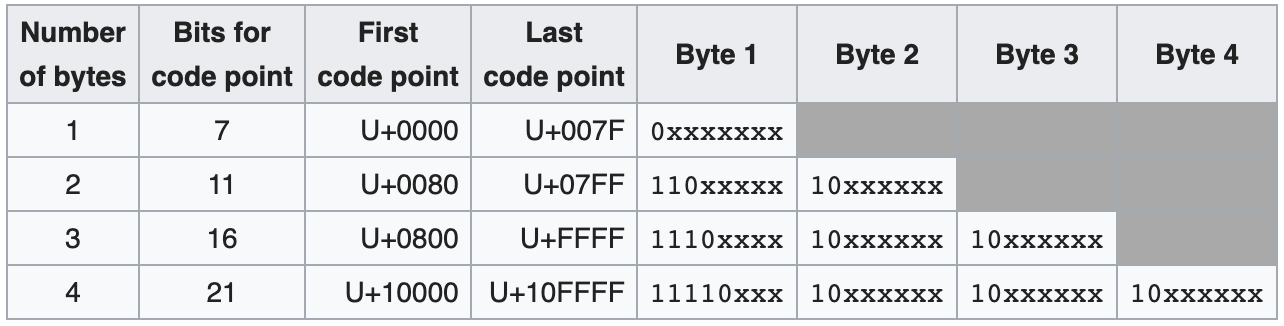 Number of bytes Bits for code point First code point Last code point Byte 1 Byte 2 Byte 3 Byte 4
1 7 U+0000 U+007F 0xxxxxxx
2 11 U+0080 U+07FF 110xxxxx 10xxxxxx
3 16 U+0800 U+FFFF 1110xxxx 10xxxxxx 10xxxxxx
4 21 U+10000 U+10FFFF 11110xxx 10xxxxxx 10xxxxxx 10xxxxxx